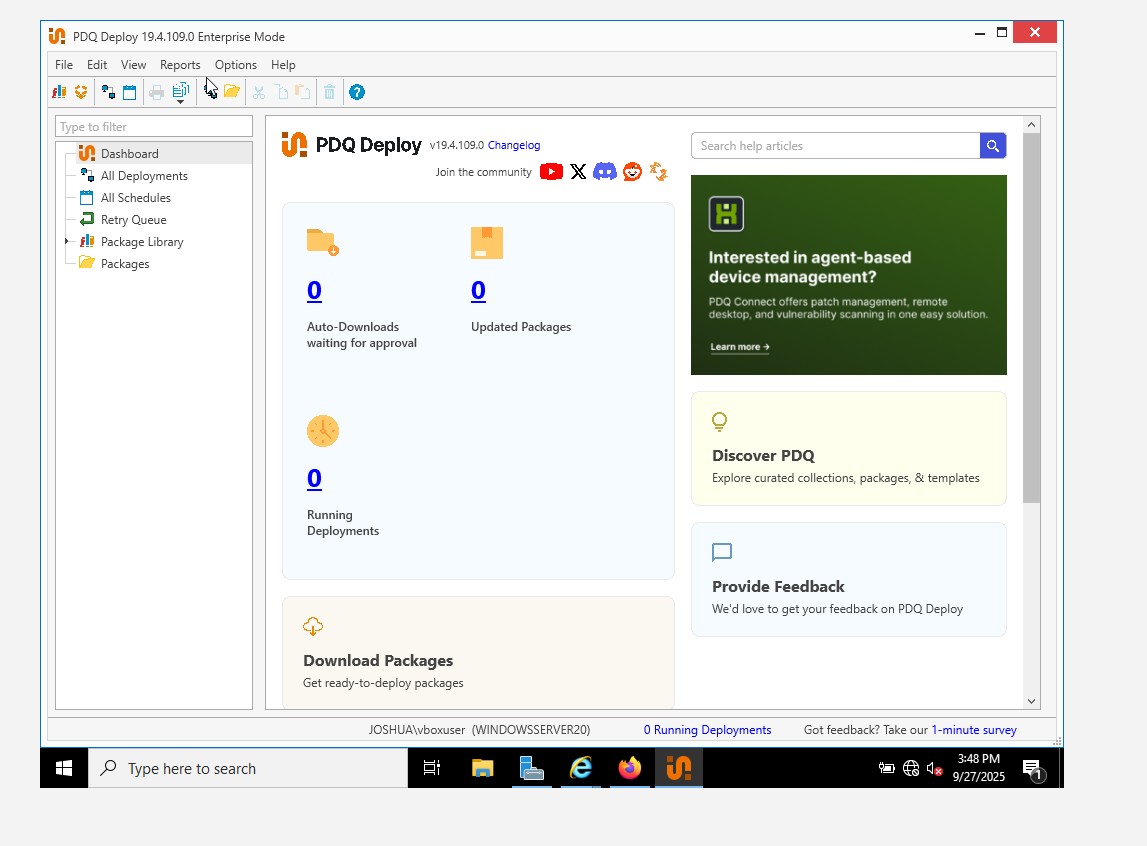 PDQ Deploy 19.4.109.0 Enterprise Mode
File Edit View Reports Options Help
Type to filter
Dashboard
All Deployments
All Schedules
Retry Queue
Package Library
Packages
PDQ Deploy v19.4.109.0 Changelog
Join the community
0
Auto-Downloads
waiting for approval
0
Updated Packages
0
Running
Deployments
Download Packages
Get ready-to-deploy packages
Search help articles
Interested in agent-based
device management?
PDQ Connect offers patch management, remote
desktop, and vulnerability scanning in one easy solution.
Learn more →
Discover PDQ
Explore curated collections, packages, & templates
Provide Feedback
We'd love to get your feedback on PDQ Deploy
JOSHUA\vboxuser (WINDOWSSERVER20) 0 Running Deployments Got feedback? Take our 1-minute survey
Type here to search
3:48 PM
9/27/2025
1